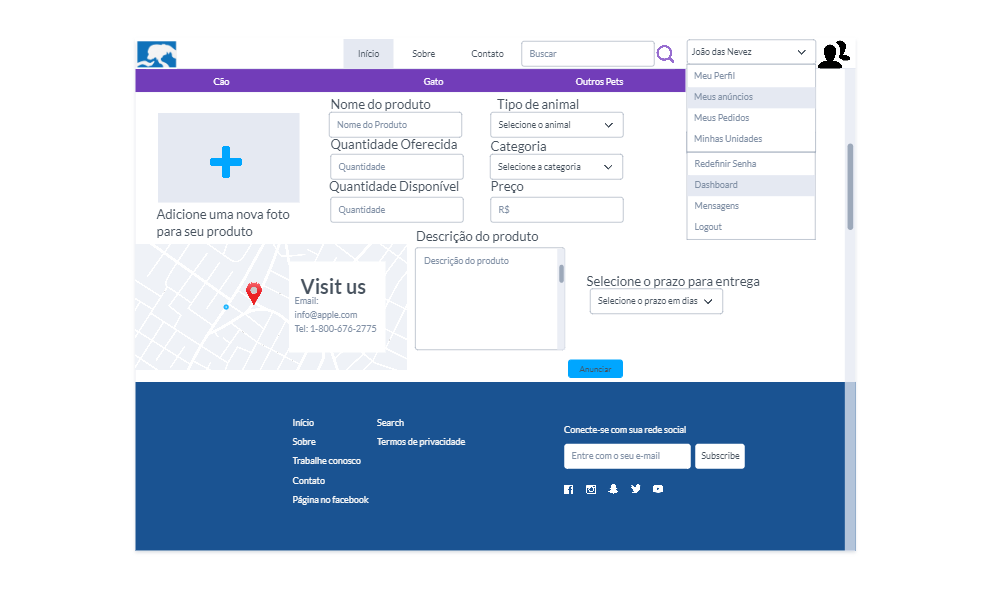 Início
Sobre
Contato
Buscar
João das Nevez
Cão
Gato
Outros Pets
Meu Perfil
Meus anúncios
Meus Pedidos
Minhas Unidades
Redefinir Senha
Dashboard
Mensagens
Logout
Nome do produto
Nome do Produto
Tipo de animal
Selecione o animal
Quantidade Oferecida
Quantidade
Categoria
Selecione a categoria
Quantidade Disponível
Quantidade
Preço
R$
Adicione uma nova foto
para seu produto
Visit us
Email:
info@apple.com
Tel: 1-800-676-2775
Descrição do produto
Descrição do produto
Selecione o prazo para entrega
Selecione o prazo em dias
Anunciar
Início
Sobre
Trabalhe conosco
Contato
Página no facebook
Search
Termos de privacidade
Conecte-se com sua rede social
Entre com o seu e-mail
Subscribe